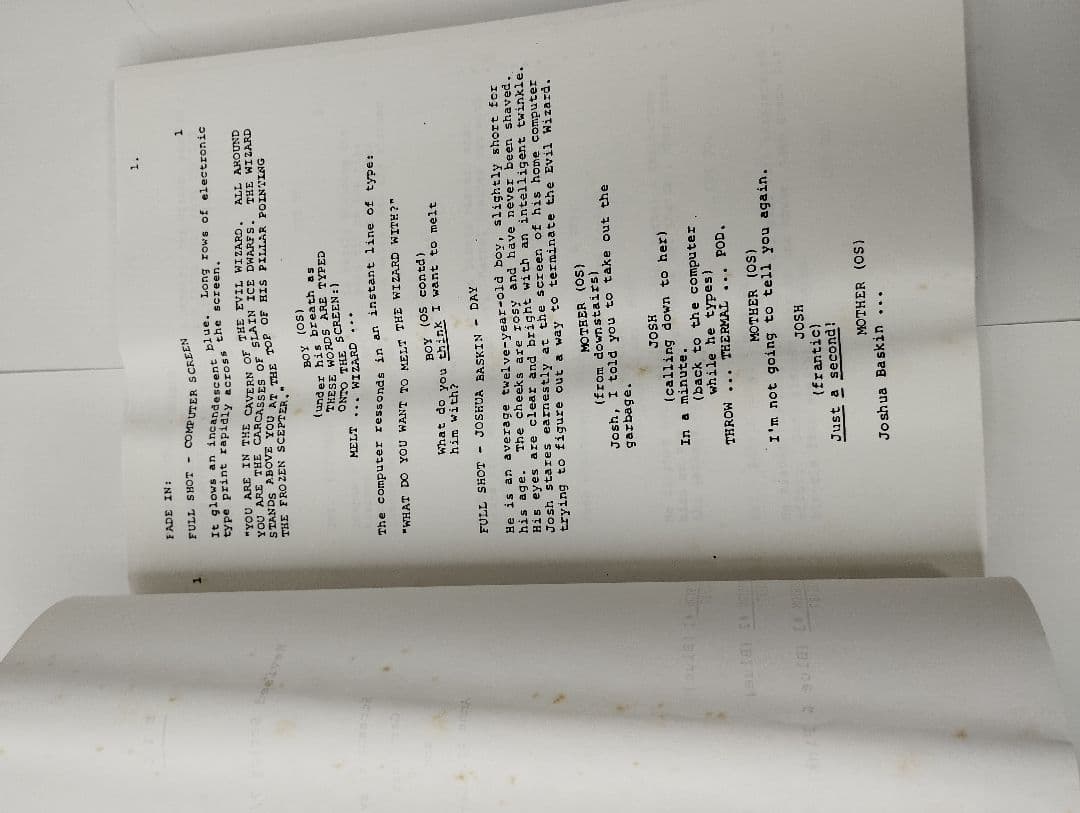 1.
FADE IN:
1 FULL SHOT - COMPUTER SCREEN 1
It glows an incandescent blue. Long rows of electronic
type print rapidly across the screen.
"YOU ARE IN THE CAVERN OF THE EVIL WIZARD. ALL AROUND
YOU ARE THE CARCASSES OF SLAIN ICE DWARFS. THE WIZARD
STANDS ABOVE YOU AT THE TOP OF HIS PILLAR POINTING
THE FROZEN SCEPTER."
BOY (OS)
(under his breath as
THESE WORDS ARE TYPED
ONTO THE SCREEN:)
MELT ... WIZARD ...
The computer ressonds in an instant line of type:
"WHAT DO YOU WANT TO MELT THE WIZARD WITH?"
BOY (OS contd)
What do you think I want to melt
him with?
FULL SHOT - JOSHUA BASKIN - DAY
He is an average twelve-year-old boy, slightly short for
his age. The cheeks are rosy and have never been shaved.
His eyes are clear and bright with an intelligent twinkle.
Josh stares earnestly at the screen of his home computer
trying to figure out a way to terminate the Evil Wizard.
MOTHER (OS)
(from downstairs)
Josh, I told you to take out the
garbage.
JOSH
(calling down to her)
In a minute.
(back to the computer
while he types)
THROW ... THERMAL ... POD.
MOTHER (OS)
I'm not going to tell you again.
JOSH
(frantic)
Just a second!
MOTHER (OS)
Joshua Baskin ...